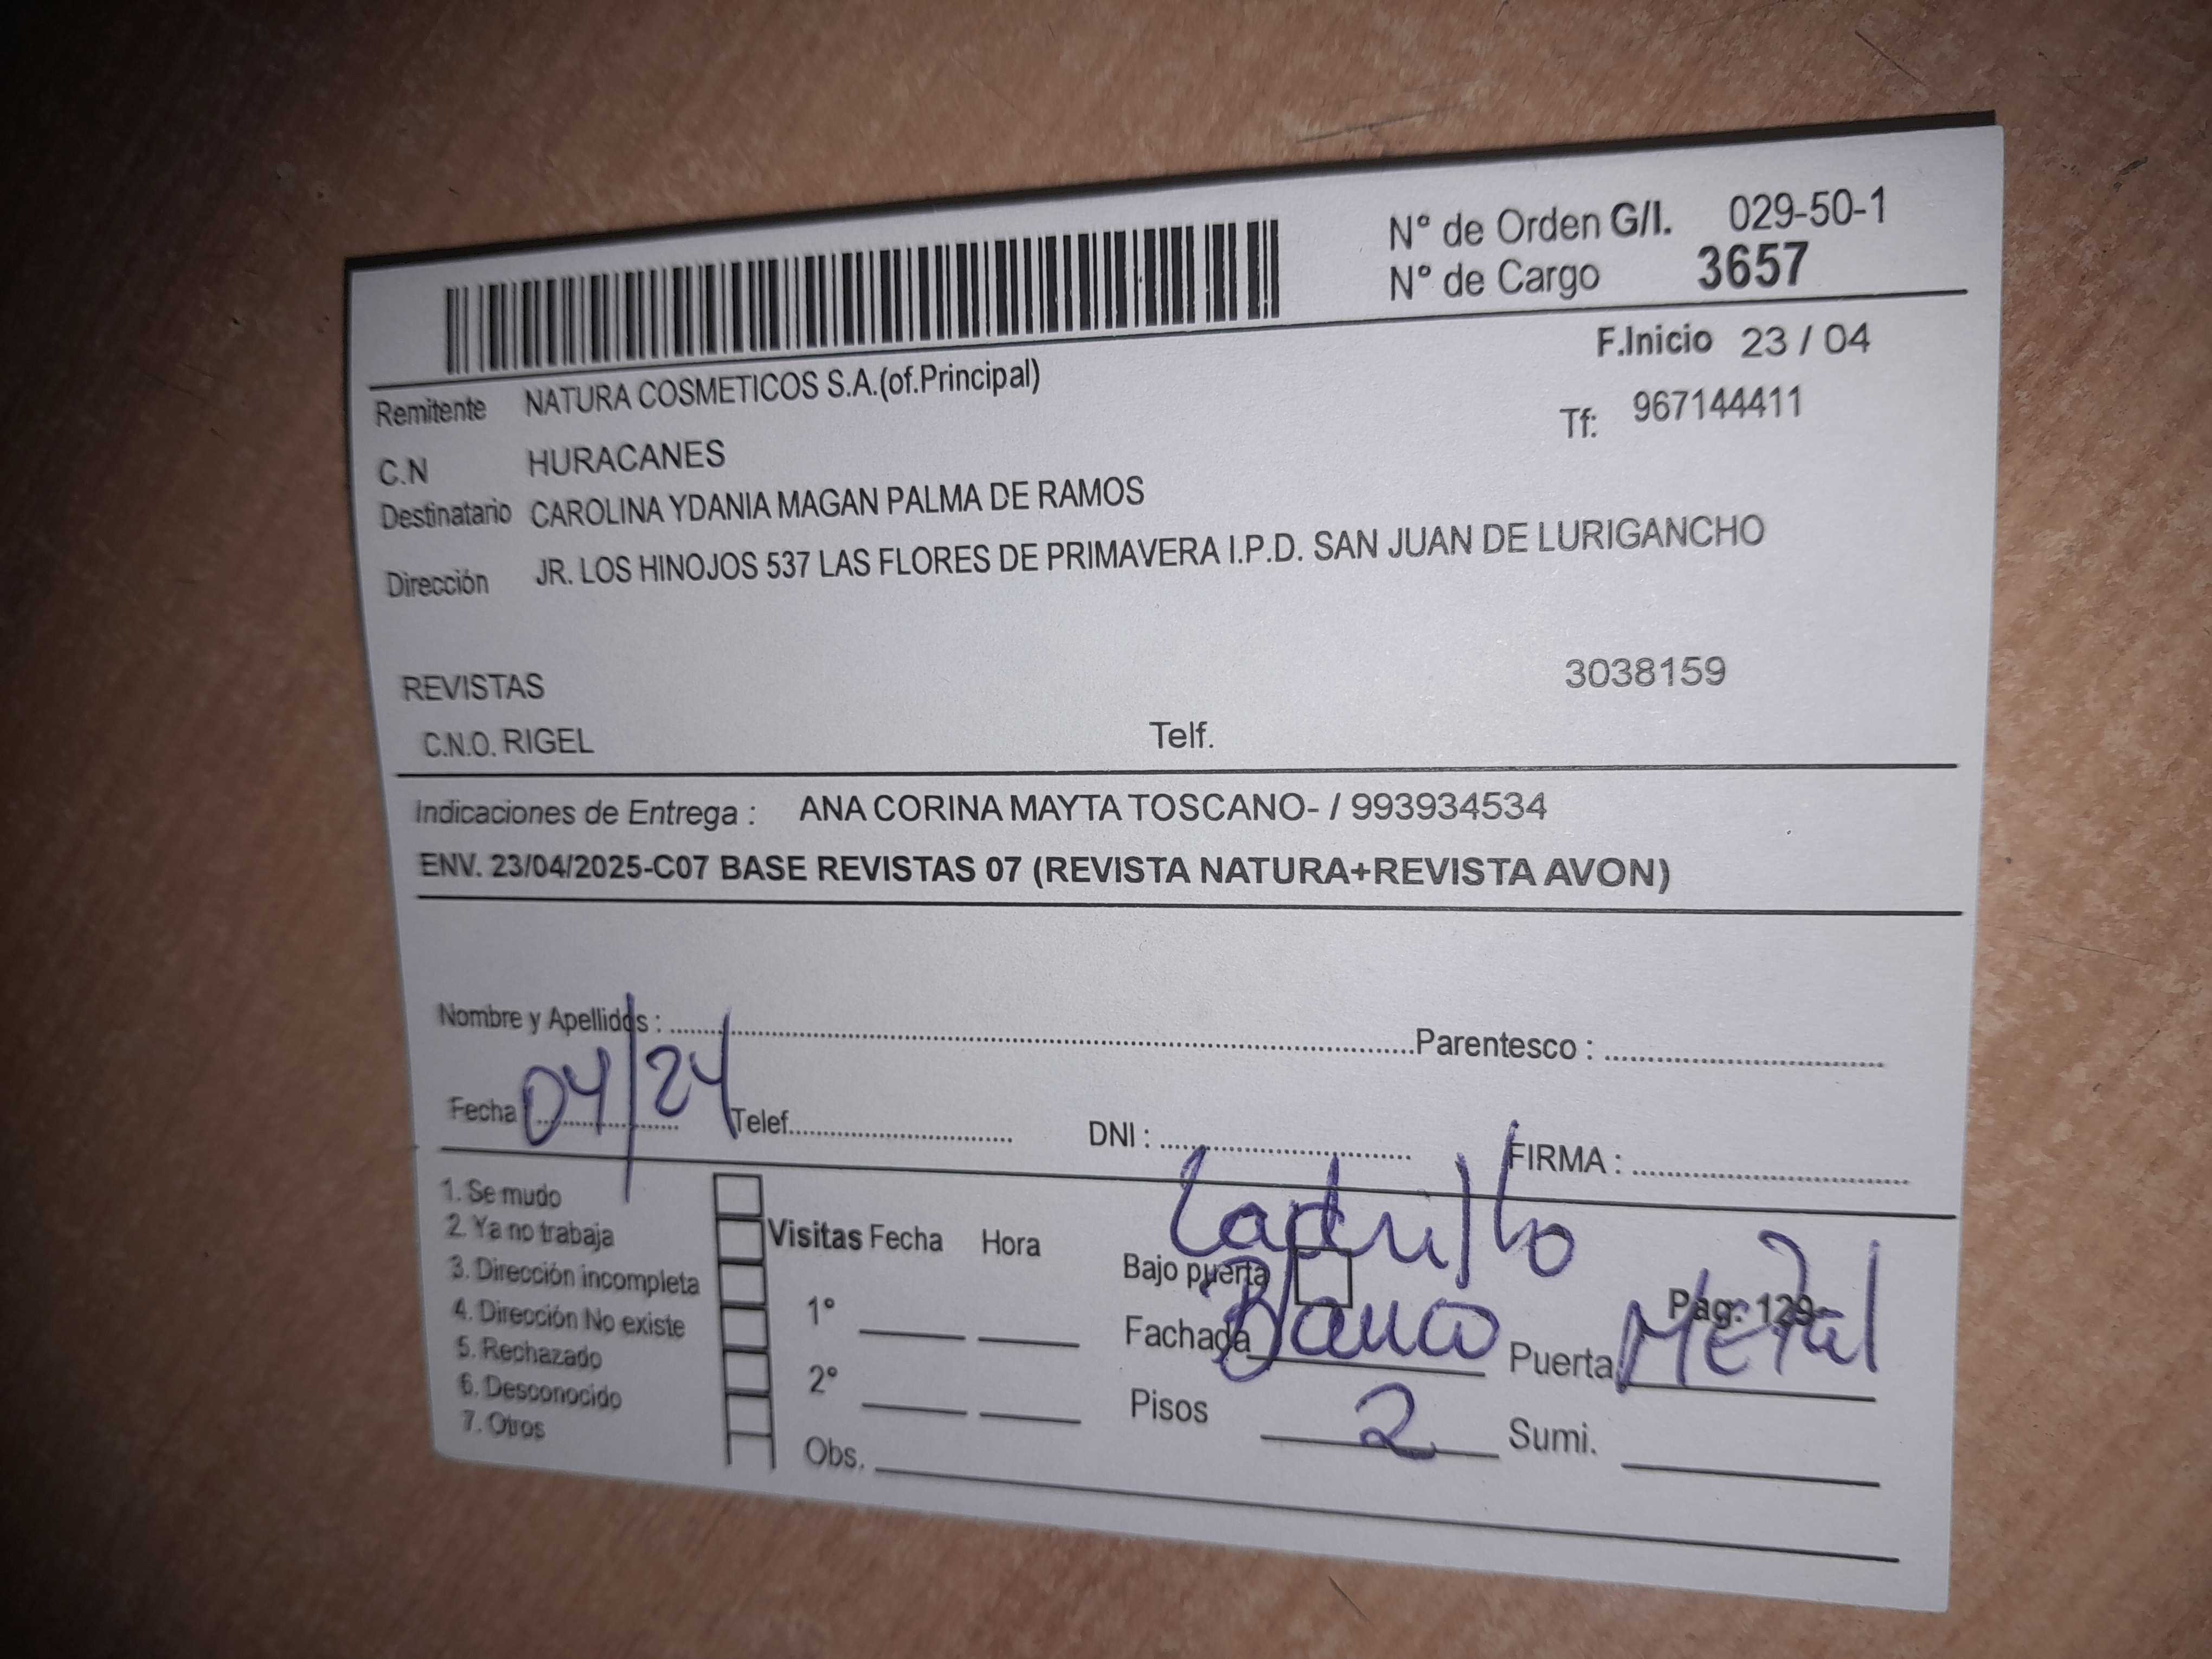 N° de Orden G/I. 029-50-1
N° de Cargo 3657
F.Inicio 23 / 04
Remitente NATURA COSMETICOS S.A.(of.Principal)
Tf: 967144411
C.N HURACANES
Destinatario CAROLINA YDANIA MAGAN PALMA DE RAMOS
Dirección JR. LOS HINOJOS 537 LAS FLORES DE PRIMAVERA I.P.D. SAN JUAN DE LURIGANCHO
REVISTAS 3038159
C.N.O. RIGEL Telf.
Indicaciones de Entrega : ANA CORINA MAYTA TOSCANO- / 993934534
ENV. 23/04/2025-C07 BASE REVISTAS 07 (REVISTA NATURA+REVISTA AVON)
Nombre y Apellidos : Parentesco :
Fecha 04/24 Telef. DNI : FIRMA :
1. Se mudo
2. Ya no trabaja
3. Dirección incompleta
4. Dirección No existe
5. Rechazado
6. Desconocido
7. Otros
Visitas Fecha Hora
1°
2°
Obs.
Ladrillo
Bajo puerta
Pag: 129
Fachada Blanco Puerta Metal
Pisos 2 Sumi.